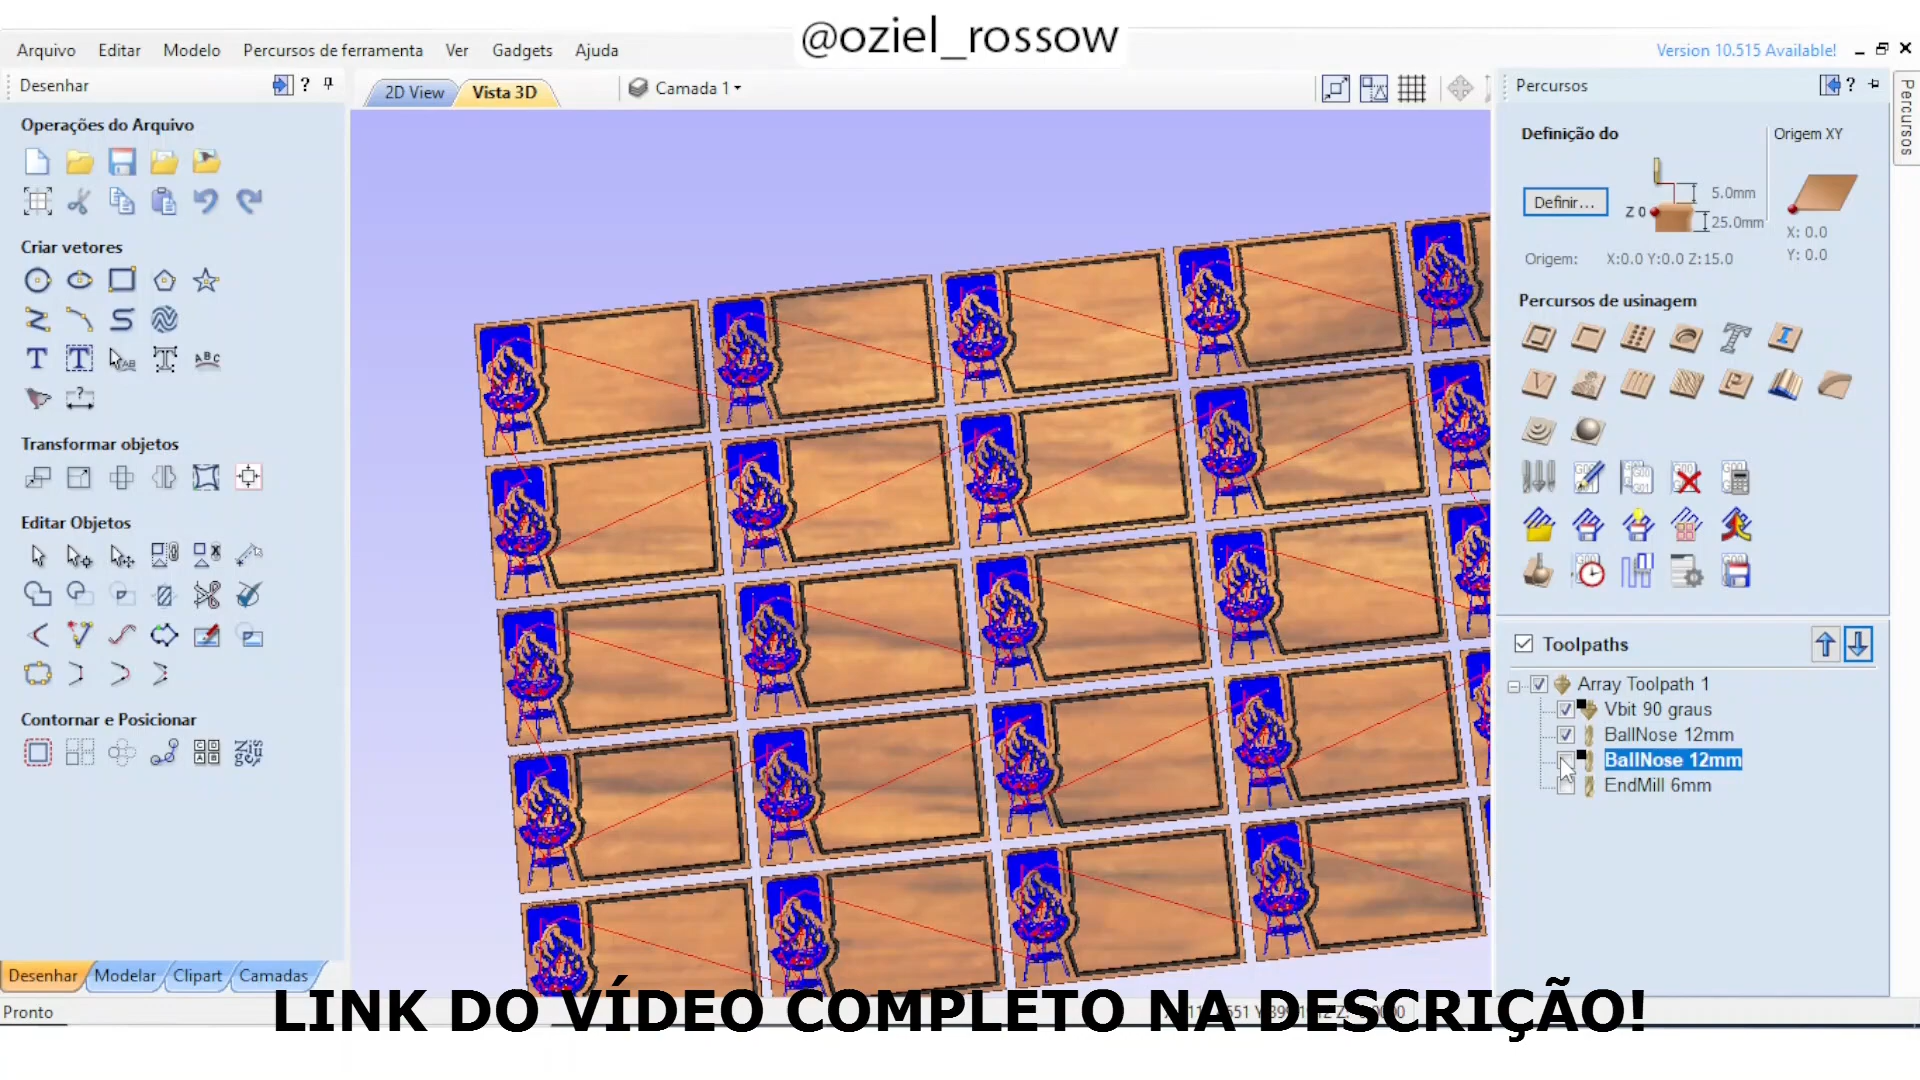 @oziel_rossow
Arquivo Editar Modelo Percursos de ferramenta Ver Gadgets Ajuda
Version 10.515 Available!
Desenhar
2D View
Vista 3D
Camada 1
Percursos
Percursos
Operações do Arquivo
Criar vetores
Transformar objetos
Editar Objetos
Contornar e Posicionar
Definição do
Origem XY
Definir...
Z 0
5.0mm
25.0mm
X: 0.0
Y: 0.0
Origem: X:0.0 Y:0.0 Z:15.0
Percursos de usinagem
Toolpaths
Array Toolpath 1
Vbit 90 graus
BallNose 12mm
BallNose 12mm
EndMill 6mm
Desenhar Modelar Clipart Camadas
Pronto
LINK DO VÍDEO COMPLETO NA DESCRIÇÃO!